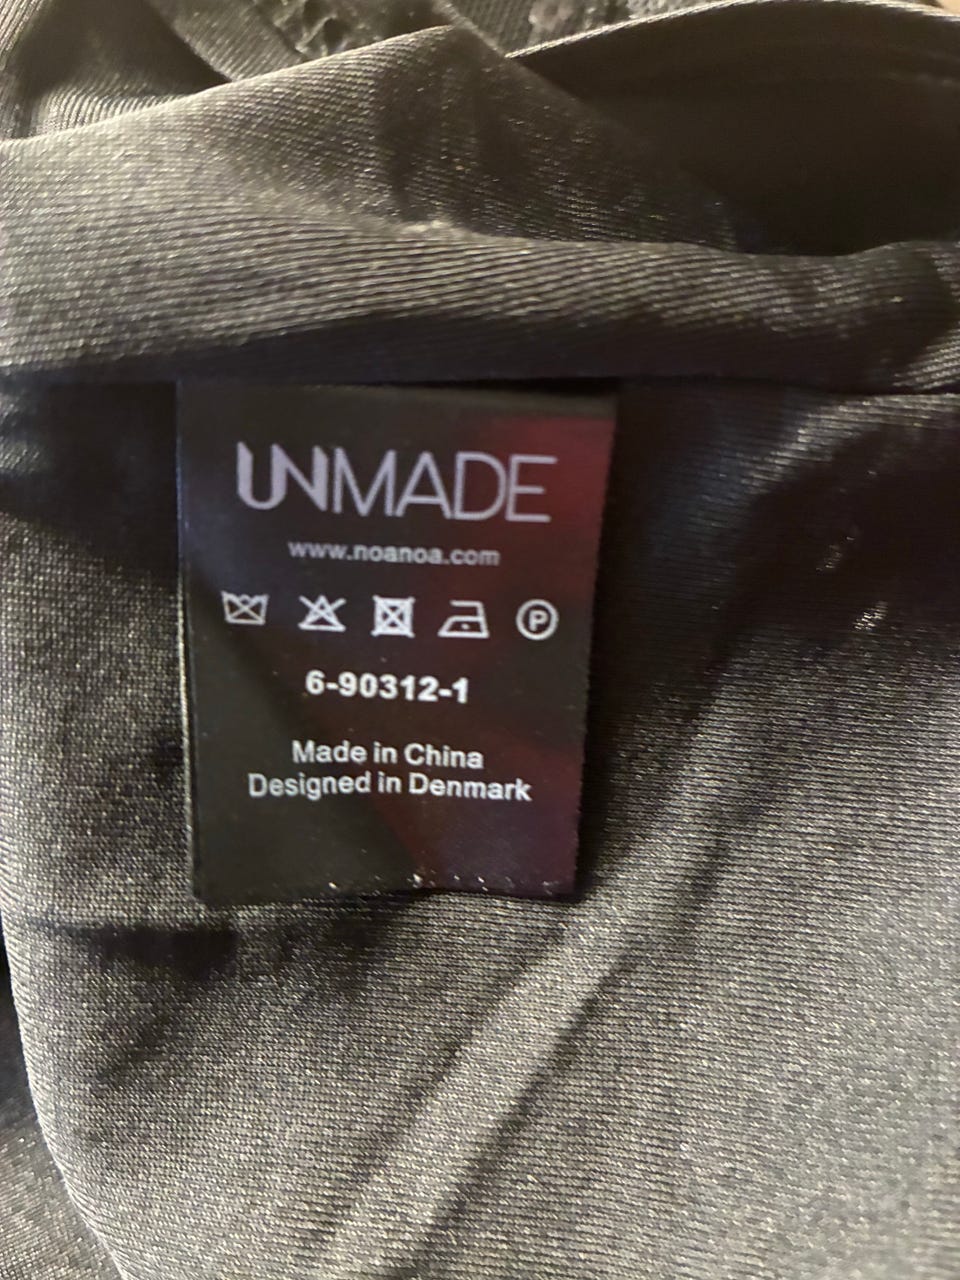 UNMADE
www.noanoa.com
P
6-90312-1
Made in China
Designed in Denmark